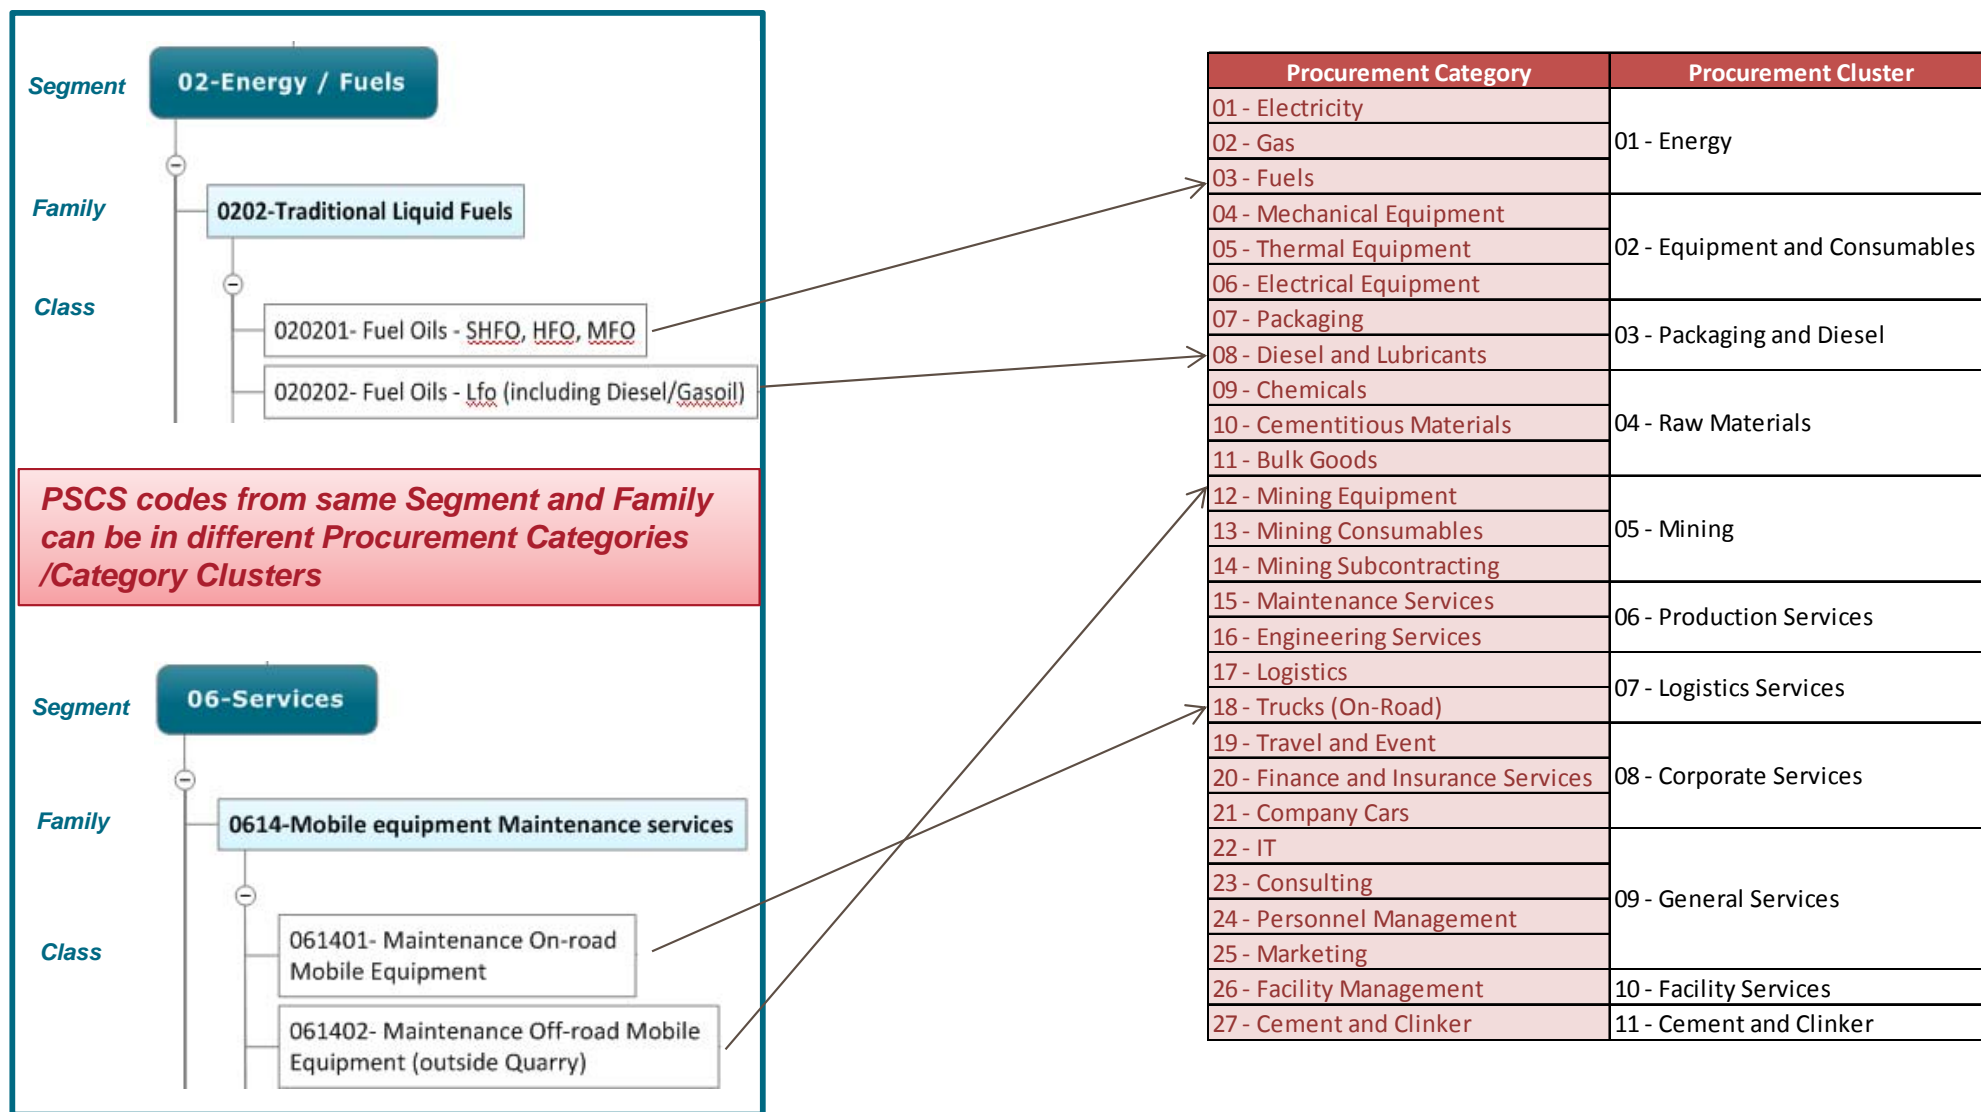 Segment
02-Energy / Fuels
Family
0202-Traditional Liquid Fuels
Class
020201- Fuel Oils - SHFO, HFO, MFO
020202- Fuel Oils - Lfo (including Diesel/Gasoil)
PSCS codes from same Segment and Family
can be in different Procurement Categories
/Category Clusters
Segment
06-Services
Family
0614-Mobile equipment Maintenance services
Class
061401- Maintenance On-road
Mobile Equipment
061402- Maintenance Off-road Mobile
Equipment (outside Quarry)
Procurement Category Procurement Cluster
01 - Electricity
02 - Gas
03 - Fuels
01 - Energy
04 - Mechanical Equipment
05 - Thermal Equipment
06 - Electrical Equipment
02 - Equipment and Consumables
07 - Packaging
08 - Diesel and Lubricants
03 - Packaging and Diesel
09 - Chemicals
10 - Cementitious Materials
11 - Bulk Goods
04 - Raw Materials
12 - Mining Equipment
13 - Mining Consumables
14 - Mining Subcontracting
05 - Mining
15 - Maintenance Services
16 - Engineering Services
06 - Production Services
17 - Logistics
18 - Trucks (On-Road)
07 - Logistics Services
19 - Travel and Event
20 - Finance and Insurance Services
21 - Company Cars
08 - Corporate Services
22 - IT
23 - Consulting
24 - Personnel Management
25 - Marketing
09 - General Services
26 - Facility Management
10 - Facility Services
27 - Cement and Clinker
11 - Cement and Clinker